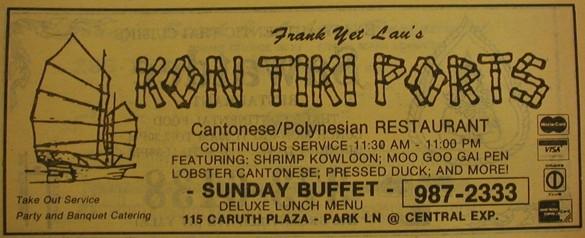 Frank Yet Lau's
KON TIKI PORTS
Cantonese/Polynesian RESTAURANT
CONTINUOUS SERVICE 11:30 AM - 11:00 PM
FEATURING: SHRIMP KOWLOON; MOO GOO GAI PEN
LOBSTER CANTONESE; PRESSED DUCK; AND MORE!
- SUNDAY BUFFET - 987-2333
DELUXE LUNCH MENU
115 CARUTH PLAZA - PARK LN @ CENTRAL EXP.
Take Out Service
Party and Banquet Catering
MasterCard
VISA